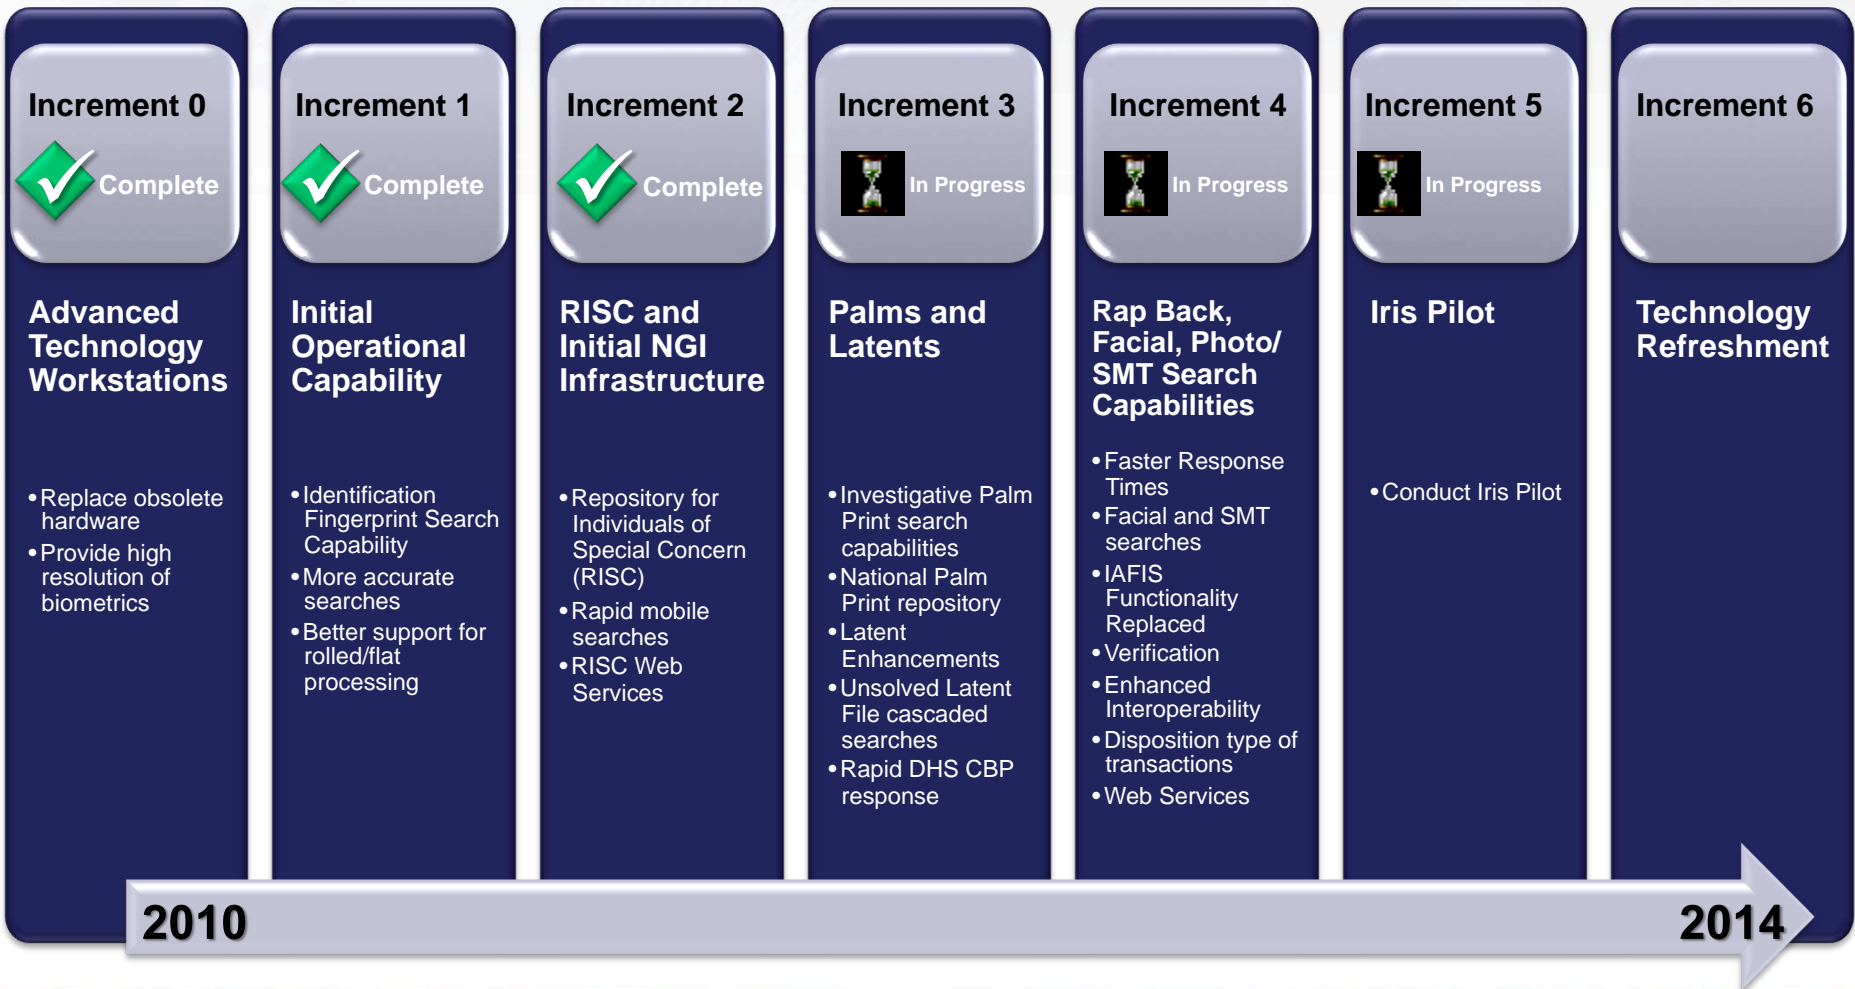 Increment 0
Complete
Advanced
Technology
Workstations
•Replace obsolete
hardware
•Provide high
resolution of
biometrics
Increment 1
Complete
Initial
Operational
Capability
•Identification
Fingerprint Search
Capability
•More accurate
searches
•Better support for
rolled/flat
processing
Increment 2
Complete
RISC and
Initial NGI
Infrastructure
•Repository for
Individuals of
Special Concern
(RISC)
•Rapid mobile
searches
•RISC Web
Services
Increment 3
In Progress
Palms and
Latents
•Investigative Palm
Print search
capabilities
•National Palm
Print repository
•Latent
Enhancements
•Unsolved Latent
File cascaded
searches
•Rapid DHS CBP
response
Increment 4
In Progress
Rap Back,
Facial, Photo/
SMT Search
Capabilities
•Faster Response
Times
•Facial and SMT
searches
•IAFIS
Functionality
Replaced
•Verification
•Enhanced
Interoperability
•Disposition type of
transactions
•Web Services
Increment 5
In Progress
Iris Pilot
•Conduct Iris Pilot
Increment 6
Technology
Refreshment
2010
2014